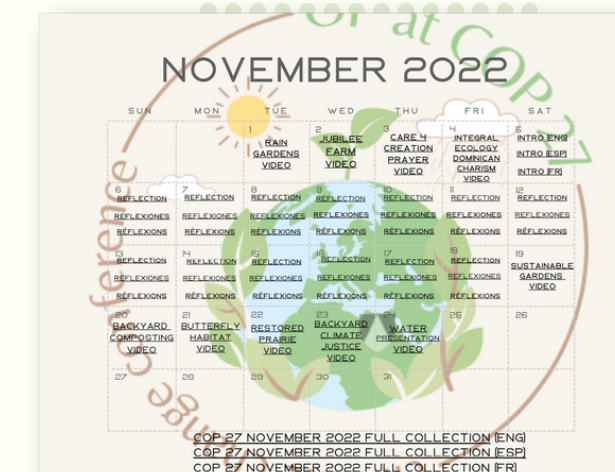 OP at COP 27
NOVEMBER 2022
SUN MON TUE WED THU FRI SAT
1 2 3 4 5
RAIN GARDENS VIDEO
JUBILEE FARM VIDEO
CARE 4 CREATION PRAYER VIDEO
INTEGRAL ECOLOGY DOMINICAN CHARISM VIDEO
INTRO (ENG)
INTRO (ESP)
INTRO (FR)
6 7 8 9 10 11 12
REFLECTION REFLECTION REFLECTION REFLECTION REFLECTION REFLECTION REFLECTION
REFLEXIONES REFLEXIONES REFLEXIONES REFLEXIONES REFLEXIONES REFLEXIONES REFLEXIONES
RÉFLEXIONS RÉFLEXIONS RÉFLEXIONS RÉFLEXIONS RÉFLEXIONS RÉFLEXIONS RÉFLEXIONS
13 14 15 16 17 18 19
REFLECTION REFLECTION REFLECTION REFLECTION REFLECTION REFLECTION
REFLEXIONES REFLEXIONES REFLEXIONES REFLEXIONES REFLEXIONES REFLEXIONES
RÉFLEXIONS RÉFLEXIONS RÉFLEXIONS RÉFLEXIONS RÉFLEXIONS RÉFLEXIONS
SUSTAINABLE GARDENS VIDEO
20 21 22 23 24 25 26
BACKYARD COMPOSTING VIDEO
BUTTERFLY HABITAT VIDEO
RESTORED PRAIRIE VIDEO
BACKYARD CLIMATE JUSTICE VIDEO
WATER PRESENTATION VIDEO
27 28 29 30 31
COP 27 NOVEMBER 2022 FULL COLLECTION (ENG)
COP 27 NOVEMBER 2022 FULL COLLECTION (ESP)
COP 27 NOVEMBER 2022 FULL COLLECTION (FR)
hange conference